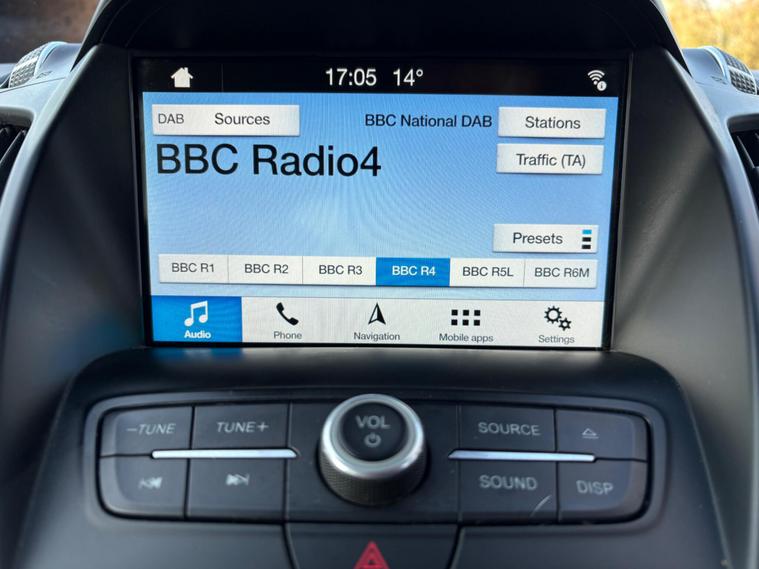 17:05 14°
DAB Sources BBC National DAB Stations
BBC Radio4
Traffic (TA)
Presets
BBC R1 BBC R2 BBC R3 BBC R4 BBC R5L BBC R6M
Audio Phone Navigation Mobile apps Settings
-TUNE TUNE+ VOL SOURCE
SOUND DISP